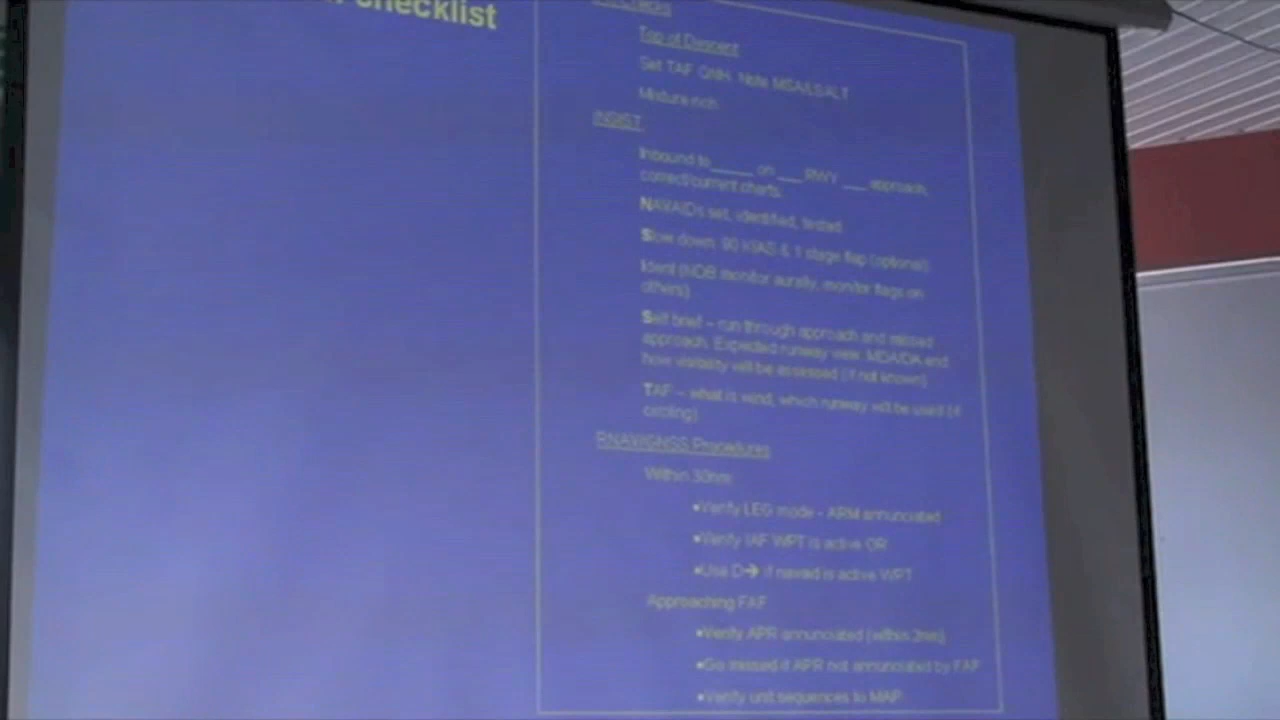 checklist
Top of Descent
Set TAF QNH. Note MSA/LSALT
Mixture rich
INSIST
Inbound to_____ on ___ RWY ___ approach,
correct/current charts.
NAVAIDs set, identified, tested
Slow down 90 KIAS & 1 stage flap (optional)
Ident (NDB monitor aurally, monitor flags on
others)
Self brief – run through approach and missed
approach. Expected runway view. MDA/DA and
how visibility will be assessed (if not known)
TAF – what is wind, which runway will be used (if
circling)
RNAV/GNSS Procedures
Within 30nm
•Verify LEG mode - ARM annunciated
•Verify IAF WPT is active OR
•Use D→ if navaid is active WPT
Approaching FAF
•Verify APR annunciated (within 2nm)
•Go missed if APR not annunciated by FAF
•Verify unit sequences to MAP